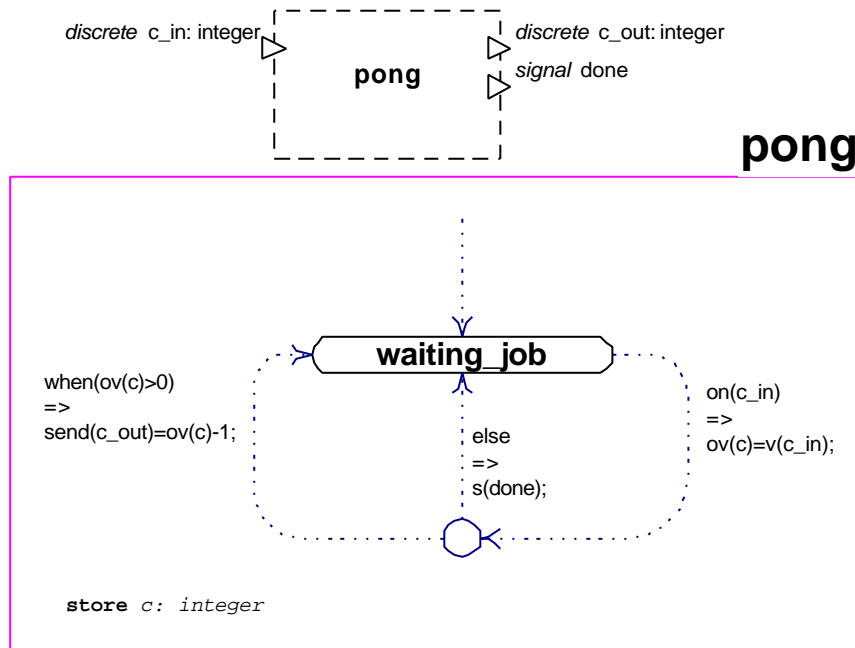 discrete c_in: integer
discrete c_out: integer
signal done
pong
pong
waiting_job
when(ov(c)>0)
=>
send(c_out)=ov(c)-1;
else
=>
s(done);
on(c_in)
=>
ov(c)=v(c_in);
store c: integer